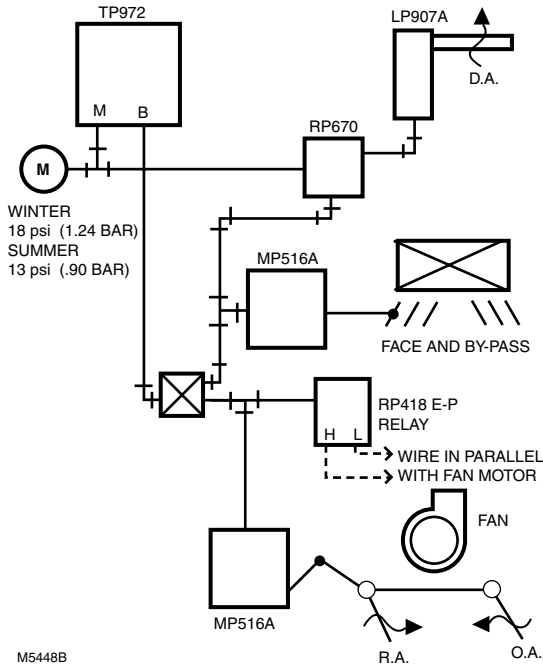 TP972
LP907A
D.A.
M
B
RP670
M
WINTER
18 psi (1.24 BAR)
SUMMER
13 psi (.90 BAR)
MP516A
FACE AND BY-PASS
RP418 E-P
RELAY
H
L
WIRE IN PARALLEL
WITH FAN MOTOR
FAN
MP516A
R.A.
O.A.
M5448B